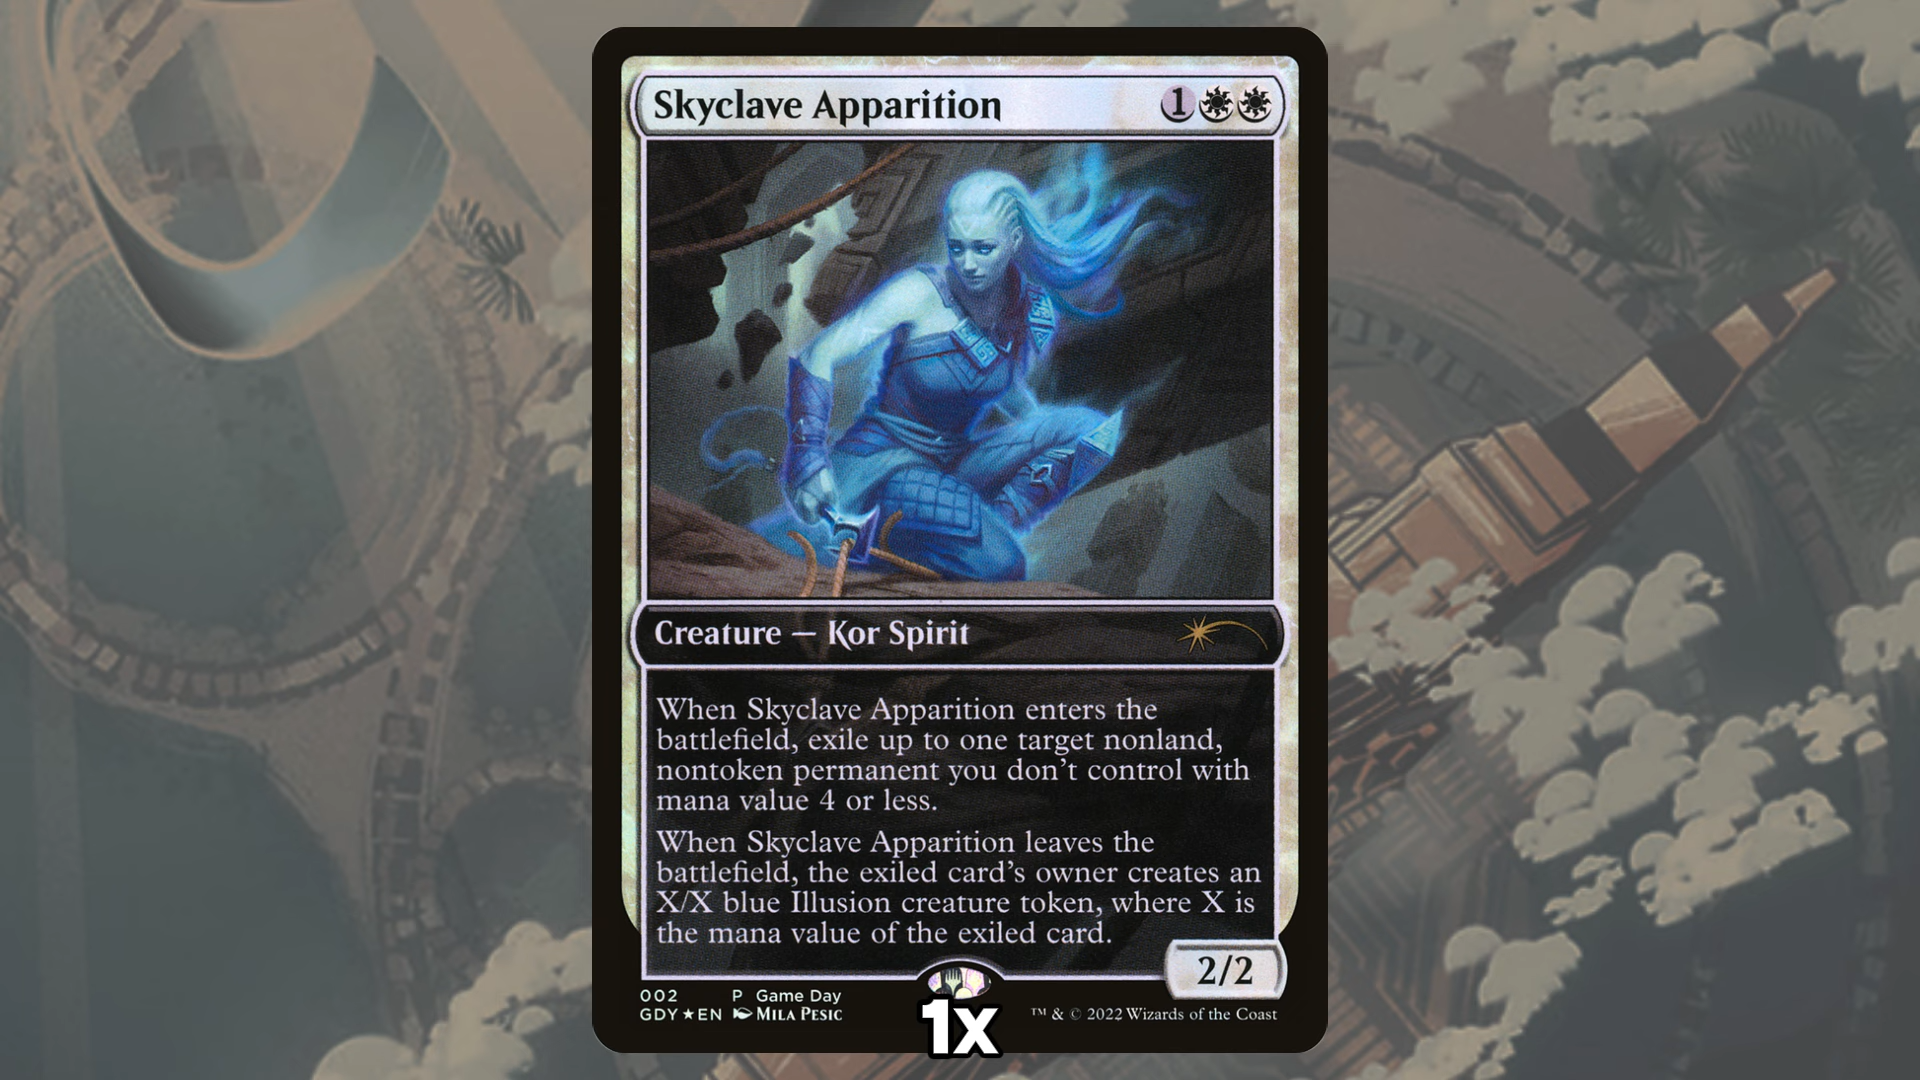 Skyclave Apparition 1
Creature — Kor Spirit
When Skyclave Apparition enters the
battlefield, exile up to one target nonland,
nontoken permanent you don't control with
mana value 4 or less.
When Skyclave Apparition leaves the
battlefield, the exiled card's owner creates an
X/X blue Illusion creature token, where X is
the mana value of the exiled card.
2/2
002 P Game Day
GDY★EN MILA PESIC
™ & © 2022 Wizards of the Coast
1x